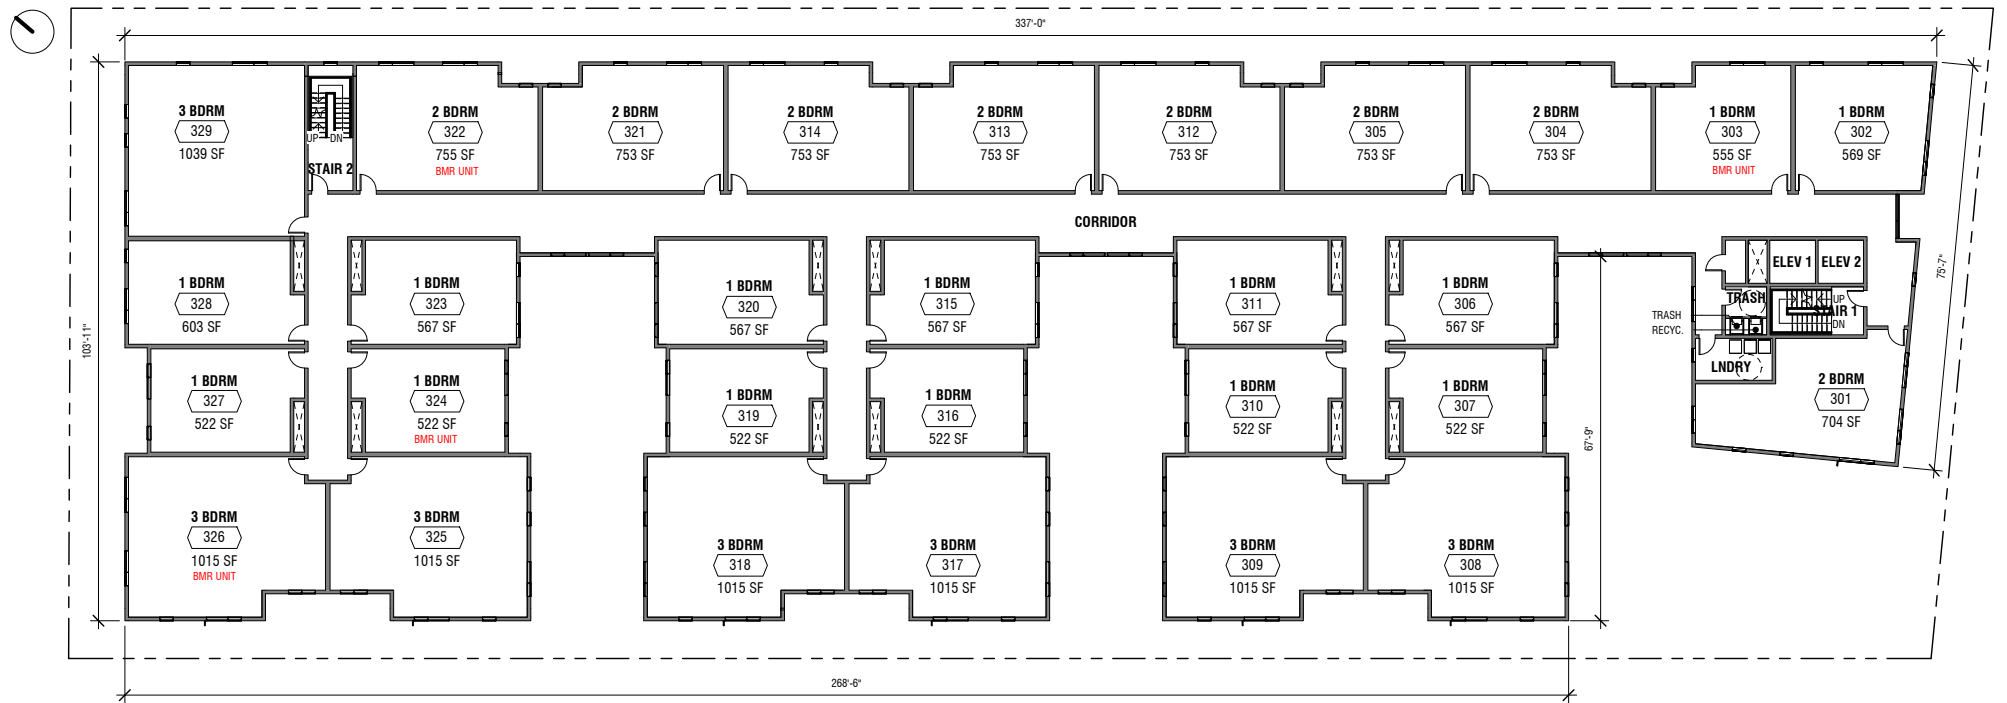 337'-0"
3 BDRM
329
1039 SF
UP
DN
STAIR 2
2 BDRM
322
755 SF
BMR UNIT
2 BDRM
321
753 SF
2 BDRM
314
753 SF
2 BDRM
313
753 SF
2 BDRM
312
753 SF
2 BDRM
305
753 SF
2 BDRM
304
753 SF
1 BDRM
303
555 SF
BMR UNIT
1 BDRM
302
569 SF
CORRIDOR
103'-11"
75'-7"
1 BDRM
328
603 SF
1 BDRM
323
567 SF
1 BDRM
320
567 SF
1 BDRM
315
567 SF
1 BDRM
311
567 SF
1 BDRM
306
567 SF
ELEV 1
ELEV 2
TRASH
UP
STAIR 1
DN
TRASH
RECYC.
LNDRY
1 BDRM
327
522 SF
1 BDRM
324
522 SF
BMR UNIT
1 BDRM
319
522 SF
1 BDRM
316
522 SF
1 BDRM
310
522 SF
1 BDRM
307
522 SF
67'-9"
2 BDRM
301
704 SF
3 BDRM
326
1015 SF
BMR UNIT
3 BDRM
325
1015 SF
3 BDRM
318
1015 SF
3 BDRM
317
1015 SF
3 BDRM
309
1015 SF
3 BDRM
308
1015 SF
268'-6"